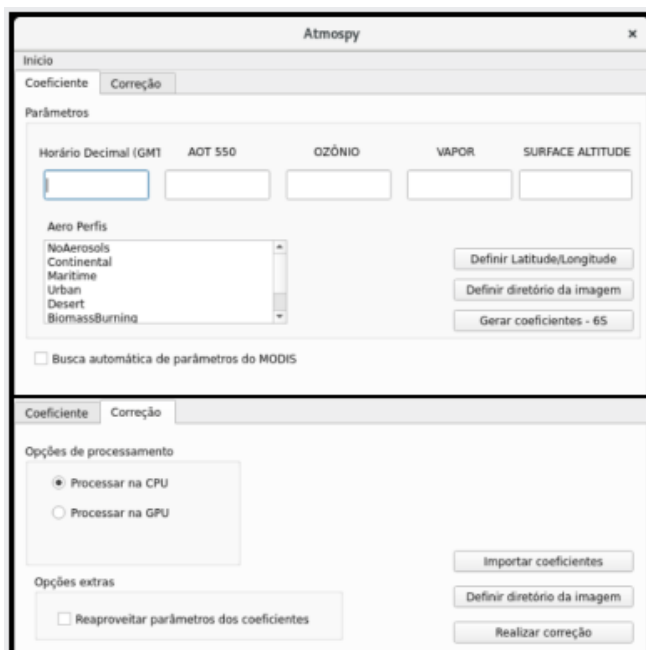 Atmospy
Inicio
Coeficiente Correção
Parâmetros
Horário Decimal (GMT AOT 550 OZÔNIO VAPOR SURFACE ALTITUDE
Aero Perfis
NoAerosols
Continental
Maritime
Urban
Desert
BiomassBurning
Definir Latitude/Longitude
Definir diretório da imagem
Gerar coeficientes - 6S
Busca automática de parâmetros do MODIS
Coeficiente Correção
Opções de processamento
Processar na CPU
Processar na GPU
Importar coeficientes
Opções extras
Definir diretório da imagem
Reaproveitar parâmetros dos coeficientes
Realizar correção